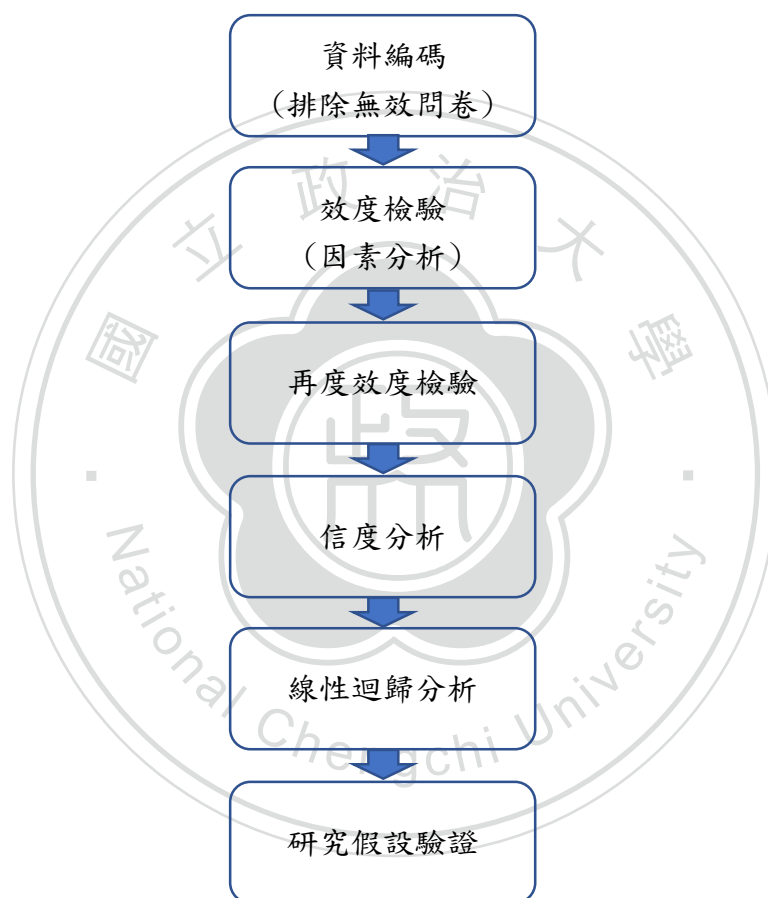 資料編碼
（排除無效問卷）
效度檢驗
（因素分析）
再度效度檢驗
信度分析
線性迴歸分析
研究假設驗證
國立政治大學
National Chengchi University
政